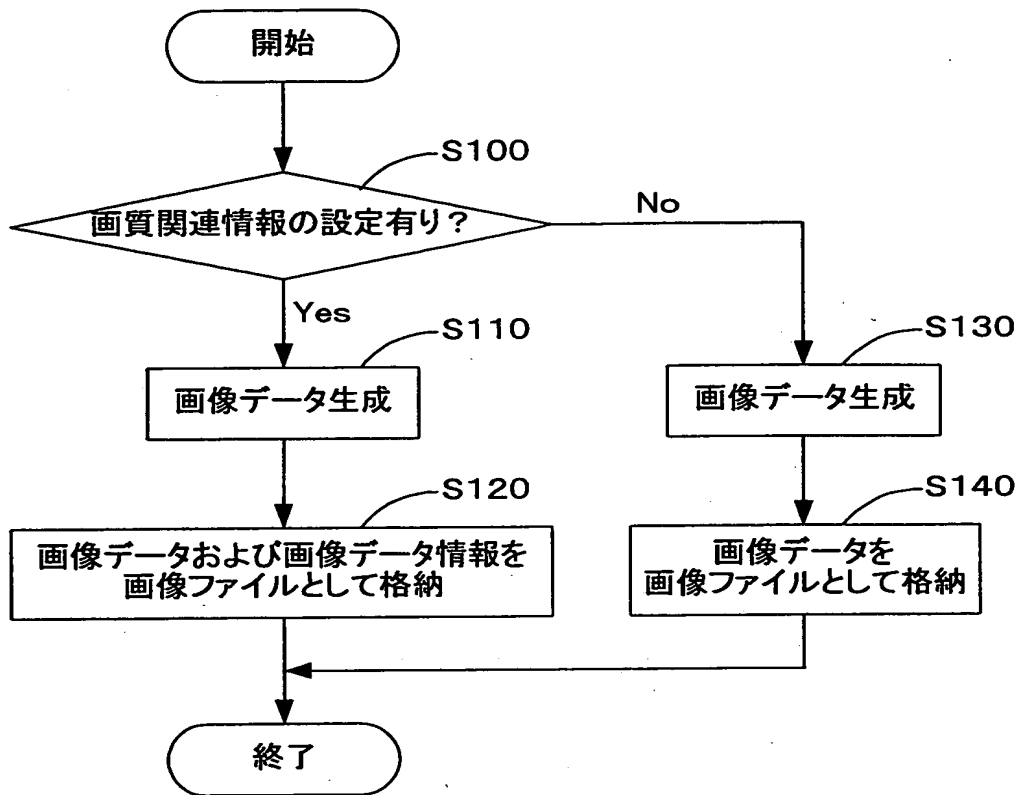 開始
S100
画質関連情報の設定有り?
No
Yes
S110
画像データ生成
S130
画像データ生成
S120
画像データおよび画像データ情報を
画像ファイルとして格納
S140
画像データを
画像ファイルとして格納
終了